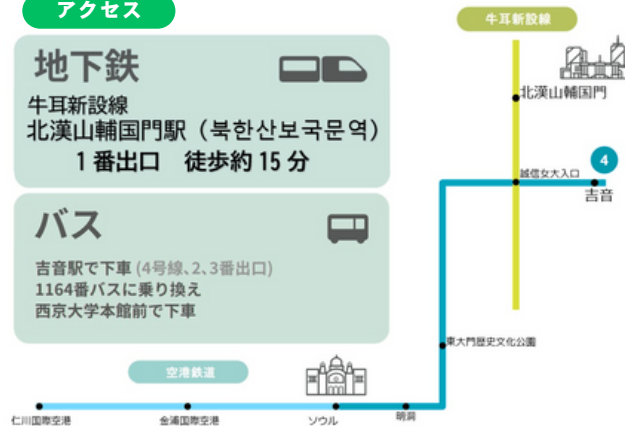 アクセス
地下鉄
牛耳新設線
北漢山輔国門駅（북한산보국문역）
1番出口 徒歩約15分
バス
吉音駅で下車 (4号線、2、3番出口)
1164番バスに乗り換え
西京大学本館前で下車
牛耳新設線
北漢山輔国門
4
誠信女大入口
吉音
東大門歴史文化公園
空港鉄道
仁川国際空港
金浦国際空港
ソウル
明洞